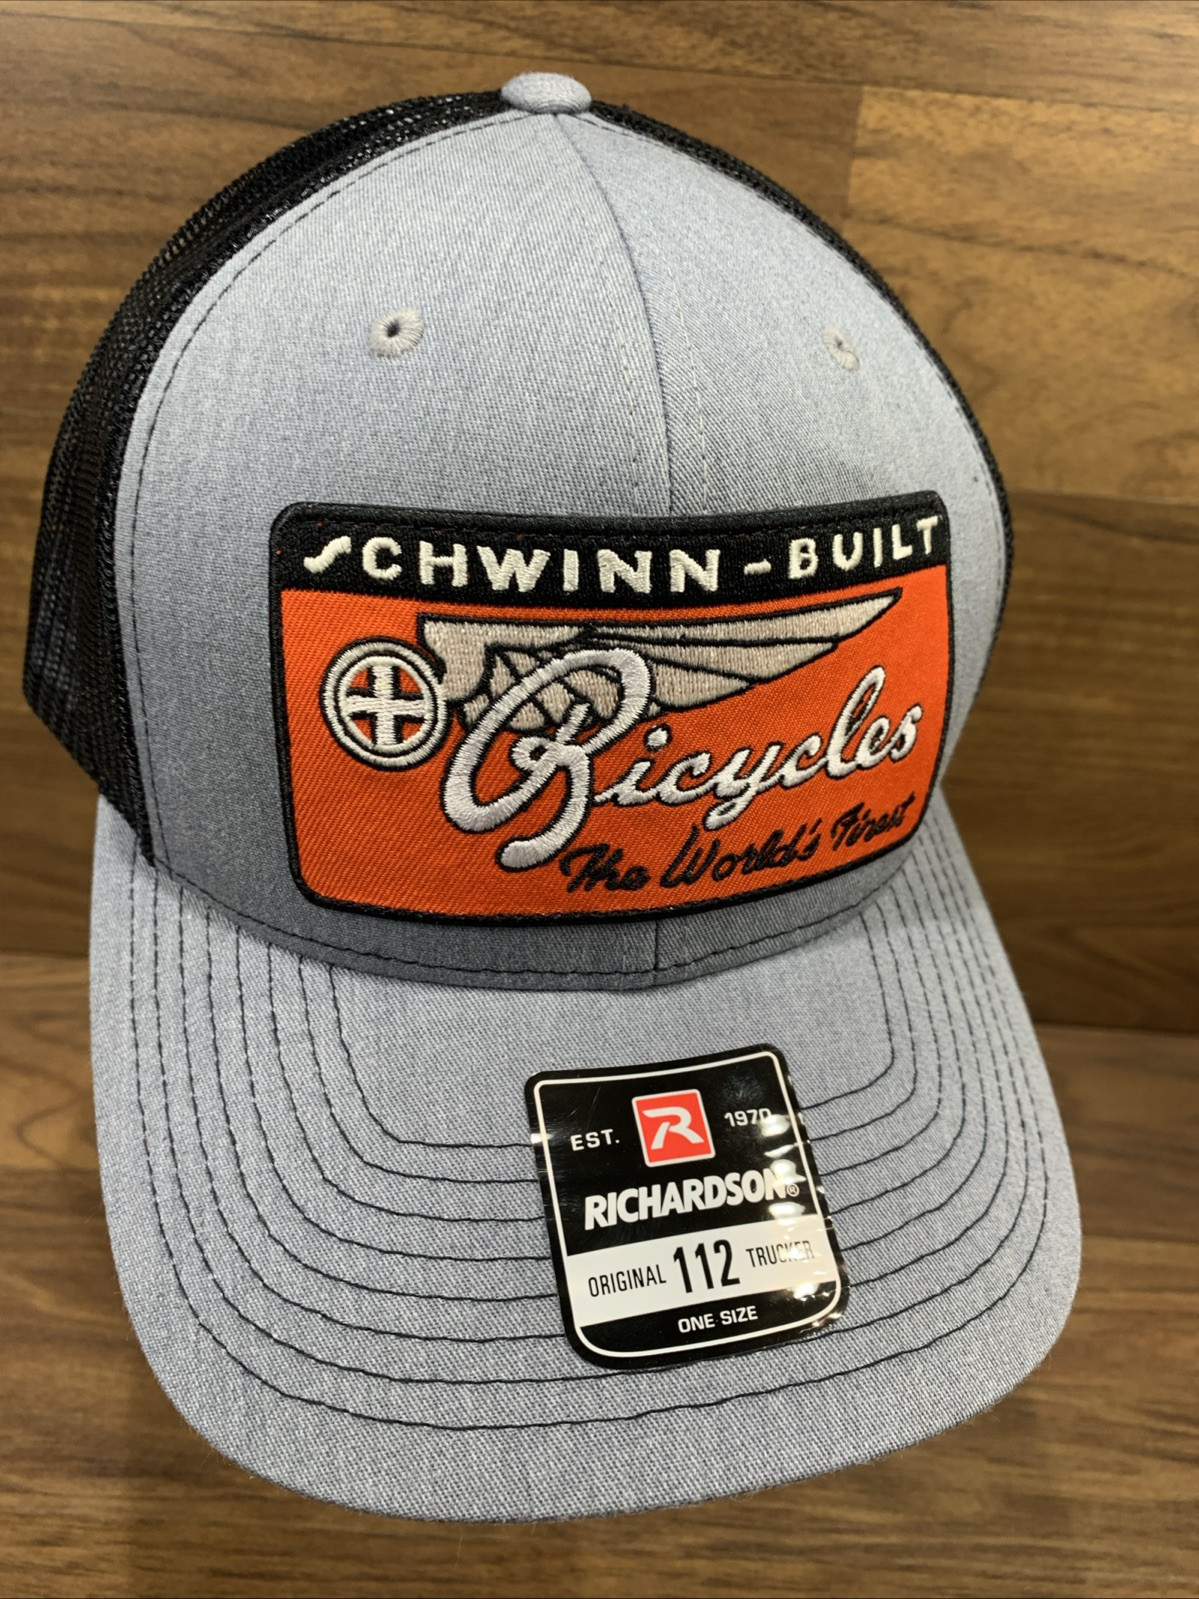 SCHWINN-BUILT
Bicycles
The World's Finest
EST. R 1970
RICHARDSON®
ORIGINAL 112 TRUCKER
ONE SIZE